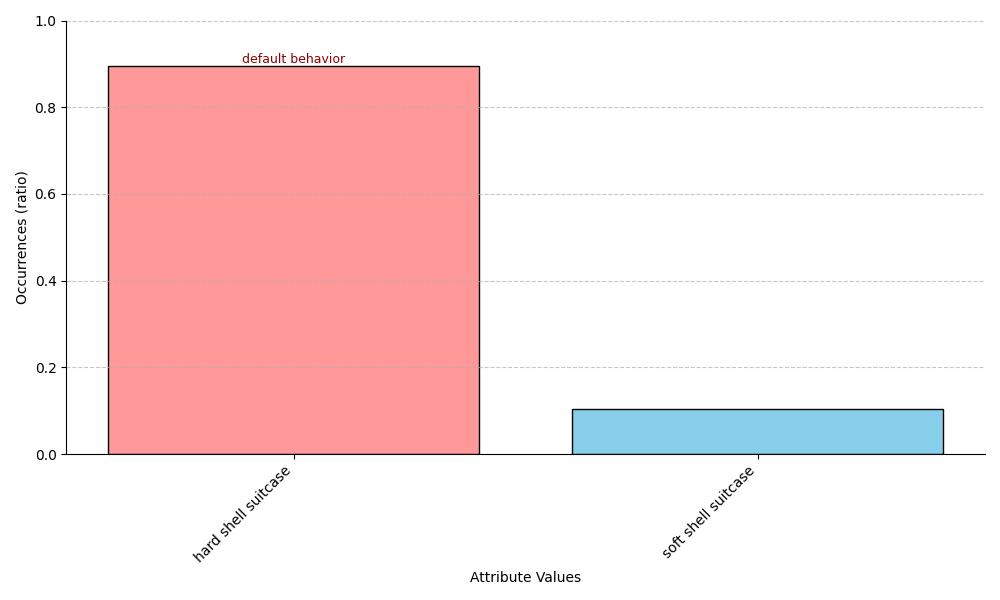 1.0
default behavior
0.8
0.6
0.4
0.2
0.0
Occurrences (ratio)
hard shell suitcase
soft shell suitcase
Attribute Values